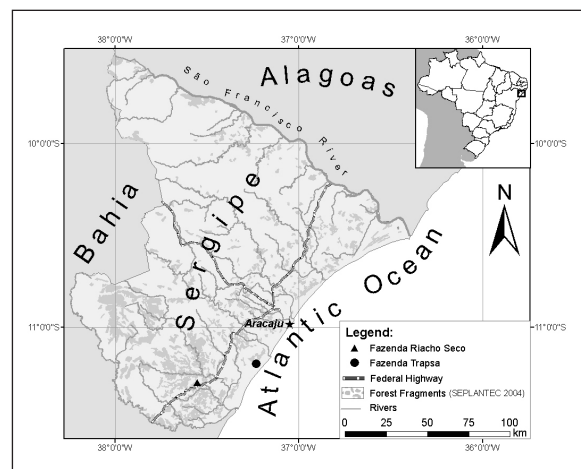 38°0'0"W 37°0'0"W 36°0'0"W
Alagoas
São Francisco River
10°0'0"S 10°0'0"S
Bahia
Sergipe
N
Atlantic Ocean
Aracaju
11°0'0"S 11°0'0"S
Legend:
Fazenda Riacho Seco
Fazenda Trapsa
Federal Highway
Forest Fragments (SEPLANTEC 2004)
Rivers
0 25 50 75 100
km
38°0'0"W 37°0'0"W 36°0'0"W